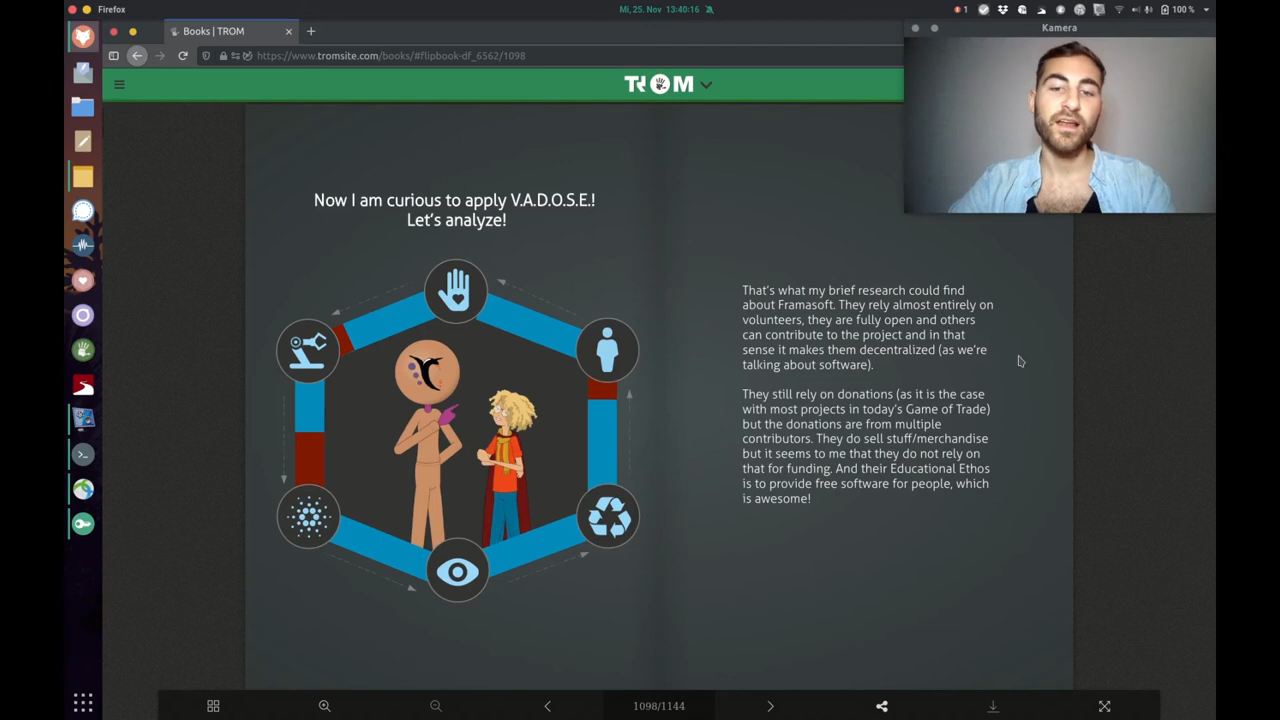 Firefox
Mi, 25. Nov 13:40:16
1
100 %
Books | TROM
https://www.tromsite.com/books/#flipbook-df_6562/1098
Kamera
TROM
Now I am curious to apply V.A.D.O.S.E.!
Let's analyze!
That's what my brief research could find
about Framasoft. They rely almost entirely on
volunteers, they are fully open and others
can contribute to the project and in that
sense it makes them decentralized (as we're
talking about software).
They still rely on donations (as it is the case
with most projects in today's Game of Trade)
but the donations are from multiple
contributors. They do sell stuff/merchandise
but it seems to me that they do not rely on
that for funding. And their Educational Ethos
is to provide free software for people, which
is awesome!
1098/1144